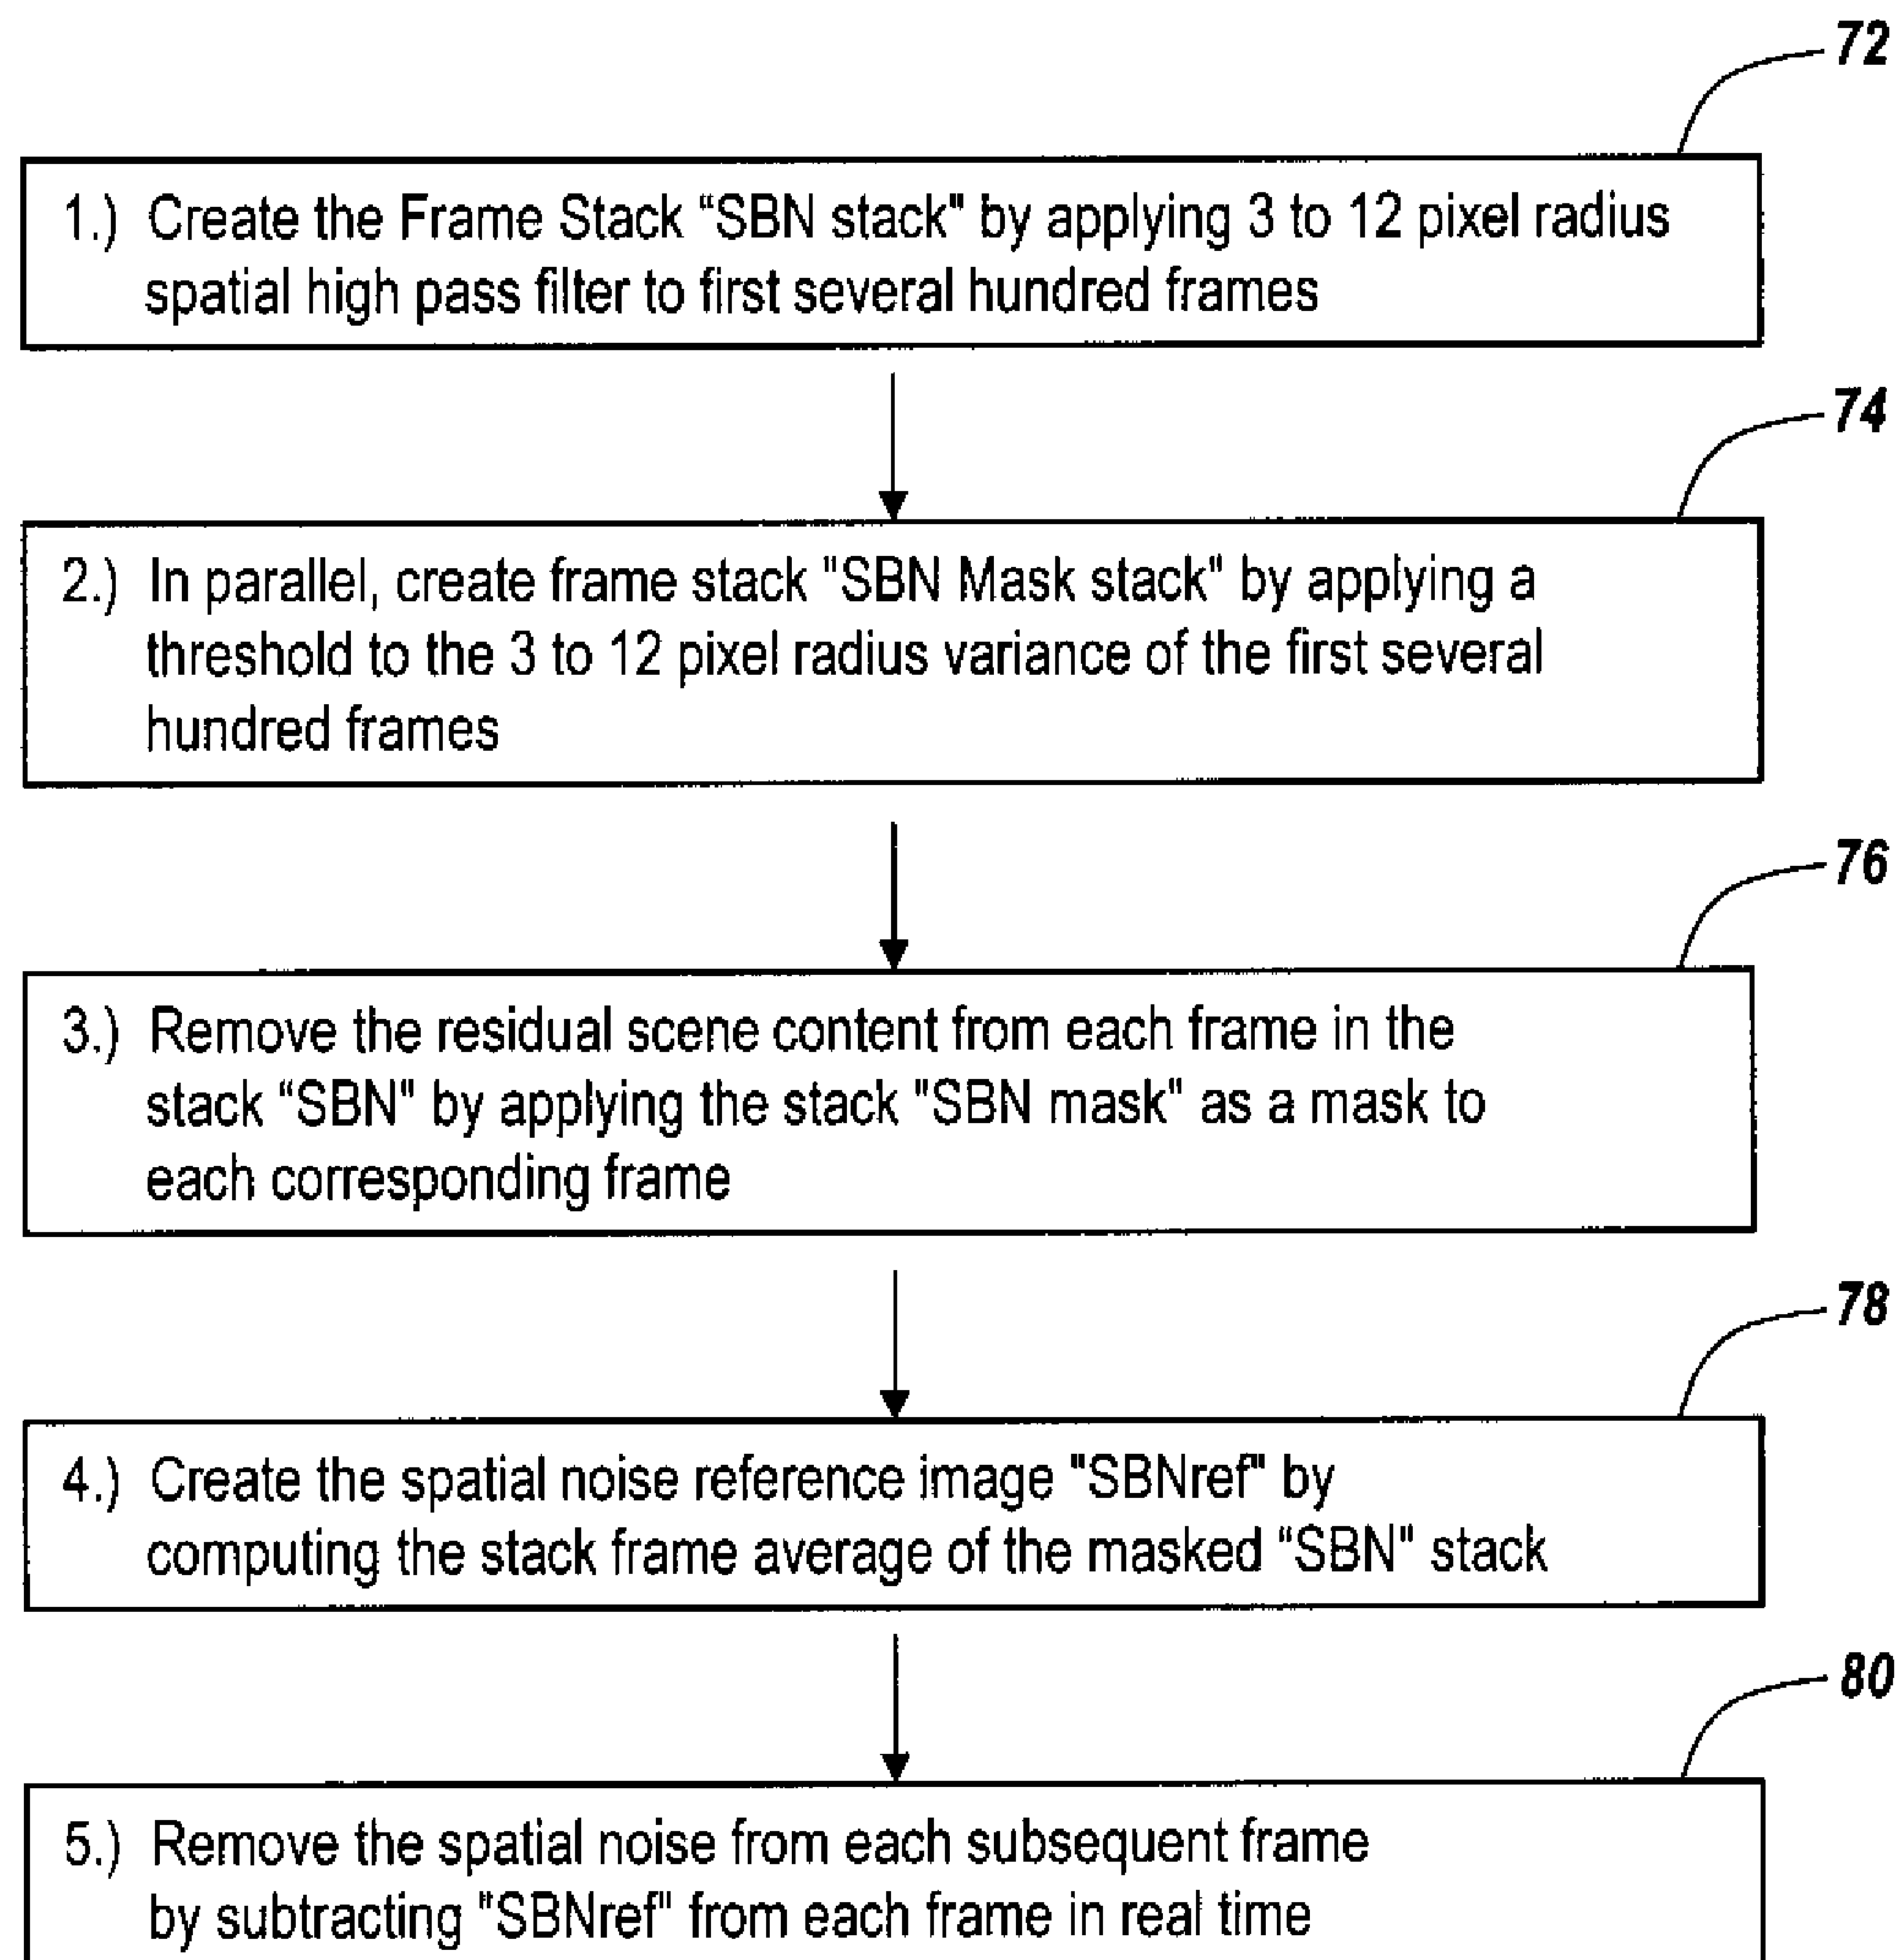 72
1.) Create the Frame Stack “SBN stack" by applying 3 to 12 pixel radius
spatial high pass filter to first several hundred frames
74
2.) In parallel, create frame stack "SBN Mask stack" by applying a
threshold to the 3 to 12 pixel radius variance of the first several
hundred frames
76
3.) Remove the residual scene content from each frame in the
stack “SBN" by applying the stack "SBN mask" as a mask to
each corresponding frame
78
4.) Create the spatial noise reference image "SBNref" by
computing the stack frame average of the masked “SBN" stack
80
5.) Remove the spatial noise from each subsequent frame
by subtracting "SBNref" from each frame in real time